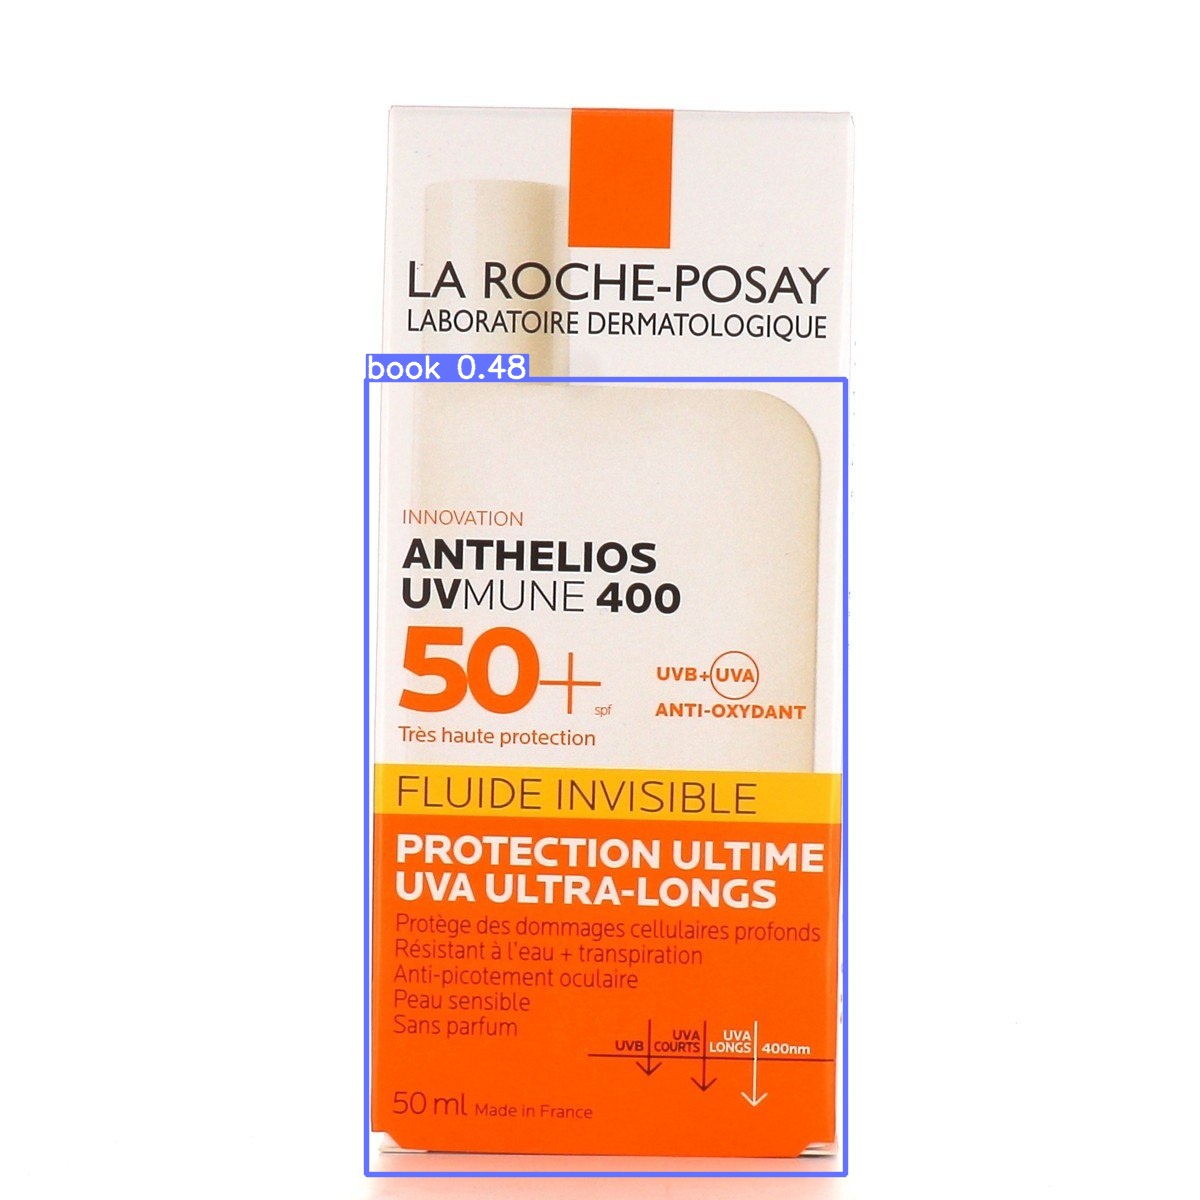 LA ROCHE-POSAY
LABORATOIRE DERMATOLOGIQUE
book 0.48
INNOVATION
ANTHELIOS
UVMUNE 400
50+ spf
UVB+UVA
ANTI-OXYDANT
Très haute protection
FLUIDE INVISIBLE
PROTECTION ULTIME
UVA ULTRA-LONGS
Protège des dommages cellulaires profonds
Résistant à l'eau + transpiration
Anti-picotement oculaire
Peau sensible
Sans parfum
UVB
UVA COURTS
UVA LONGS
400nm
50 ml Made in France